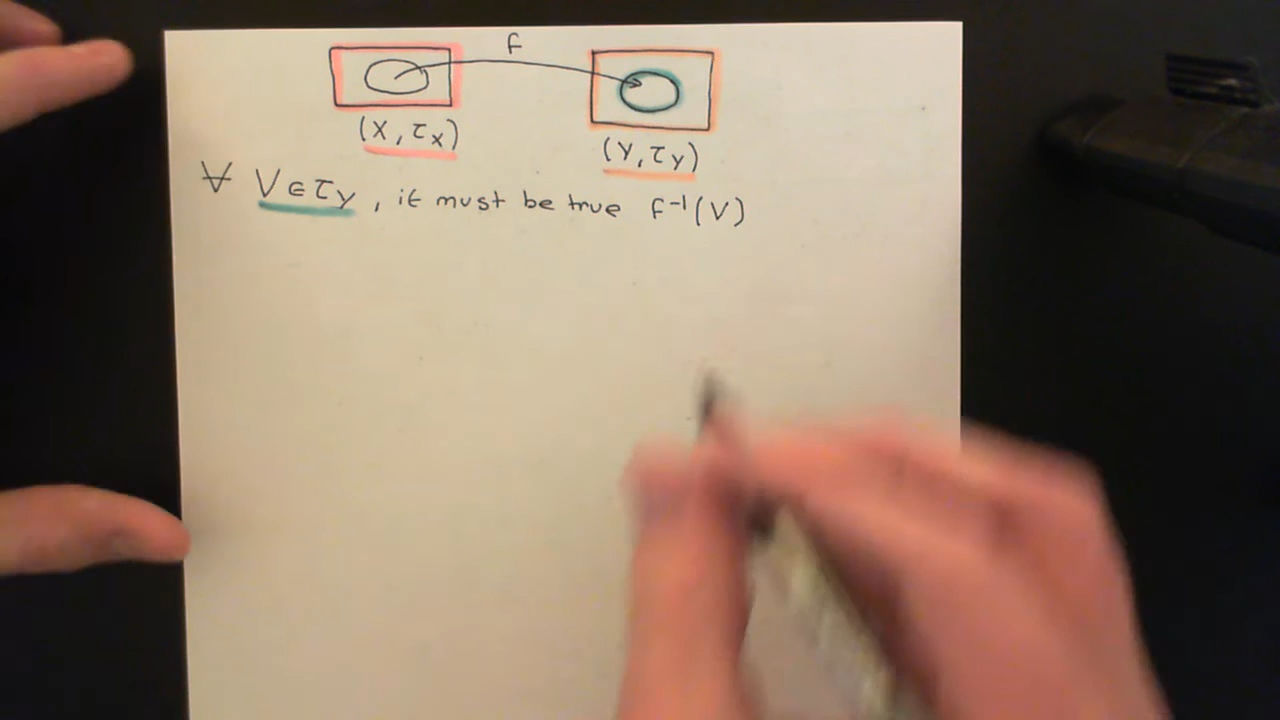 f
(X, τx)
(Y, τY)
∀ V∈τY, it must be true f⁻¹(V)